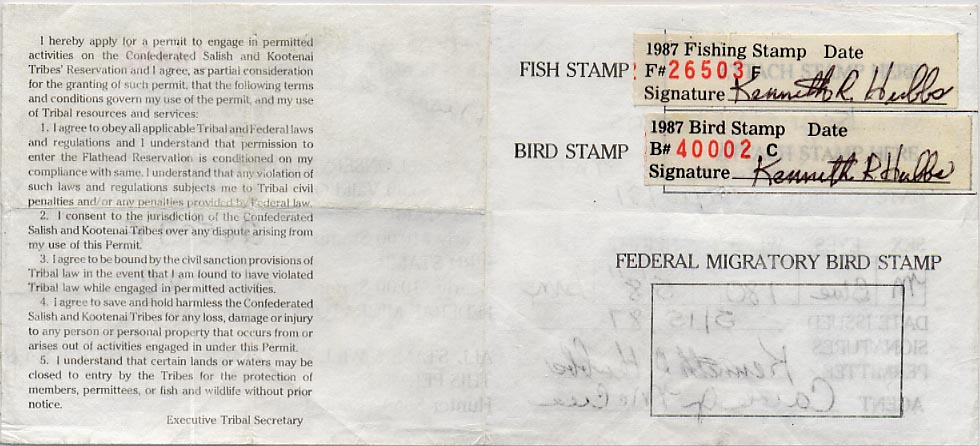 I hereby apply for a permit to engage in permitted
activities on the Confederated Salish and Kootenai
Tribes' Reservation and I agree, as partial consideration
for the granting of such permit, that the following terms
and conditions govern my use of the permit, and my use
of Tribal resources and services:
1. I agree to obey all applicable Tribal and Federal laws
and regulations and I understand that permission to
enter the Flathead Reservation is conditioned on my
compliance with same. I understand that any violation of
such laws and regulations subjects me to Tribal civil
penalties and/or any penalties provided by Federal law.
2. I consent to the jurisdiction of the Confederated
Salish and Kootenai Tribes over any dispute arising from
my use of this Permit.
3. I agree to be bound by the civil sanction provisions of
Tribal law in the event that I am found to have violated
Tribal law while engaged in permitted activities.
4. I agree to save and hold harmless the Confederated
Salish and Kootenai Tribes for any loss, damage or injury
to any person or personal property that occurs from or
arises out of activities engaged in under this Permit.
5. I understand that certain lands or waters may be
closed to entry by the Tribes for the protection of
members, permittees, or fish and wildlife without prior
notice.
Executive Tribal Secretary
FISH STAMP
1987 Fishing Stamp Date
F# 26503 F
Signature Kenneth R. Hubbs
BIRD STAMP
1987 Bird Stamp Date
B# 40002 C
Signature Kenneth R Hubbs
FEDERAL MIGRATORY BIRD STAMP